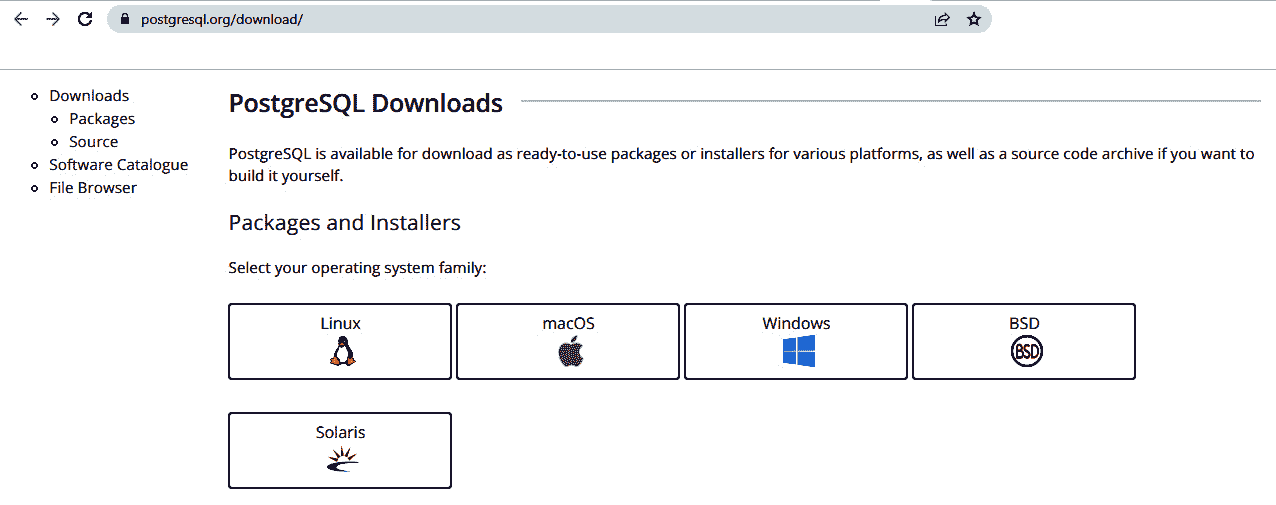 postgresql.org/download/
Downloads
Packages
Source
Software Catalogue
File Browser
PostgreSQL Downloads
PostgreSQL is available for download as ready-to-use packages or installers for various platforms, as well as a source code archive if you want to
build it yourself.
Packages and Installers
Select your operating system family:
Linux
macOS
Windows
BSD
BSD
Solaris